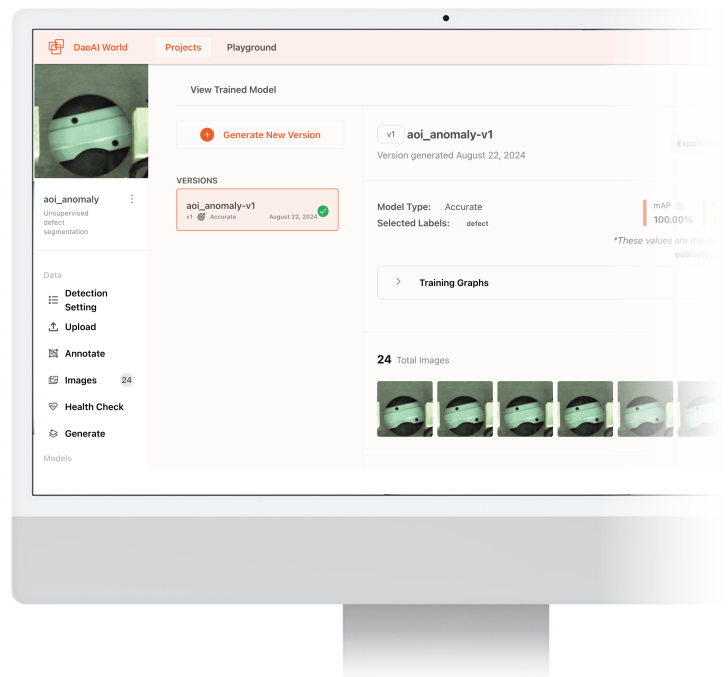 DaoAI World
Projects
Playground
View Trained Model
Generate New Version
VERSIONS
aoi_anomaly-v1
v1 Accurate August 22, 2024
aoi_anomaly
Unsupervised
defect
segmentation
Data
Detection
Setting
Upload
Annotate
Images 24
Health Check
Generate
Models
v1 aoi_anomaly-v1
Version generated August 22, 2024
Export
Model Type: Accurate
Selected Labels: defect
mAP
100.00%
*These values are the
Training Graphs
24 Total Images